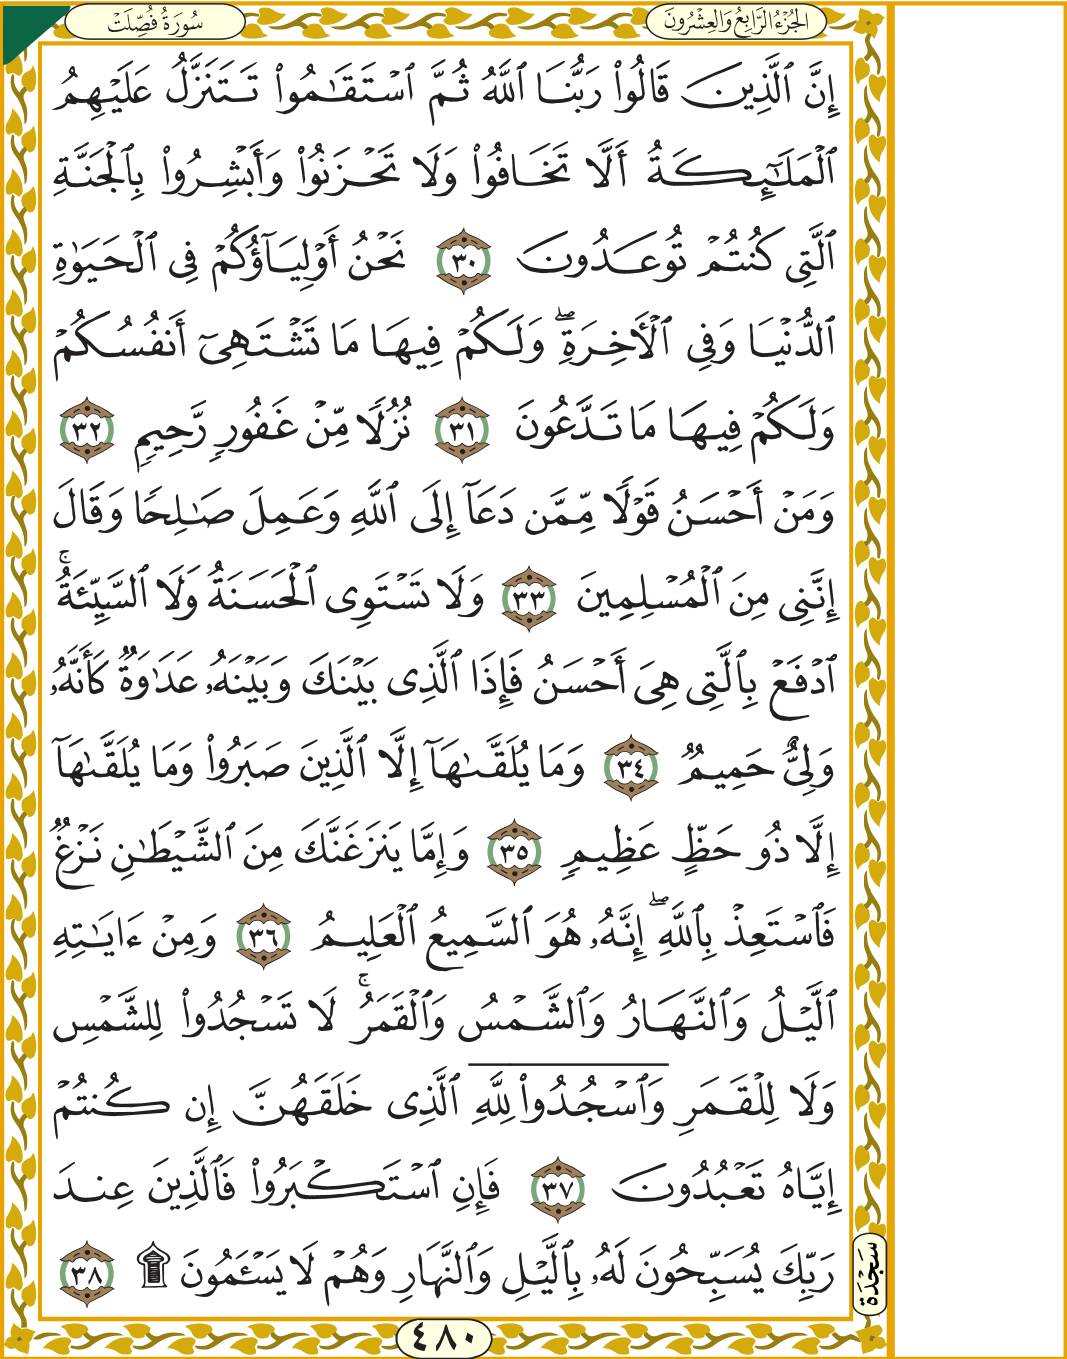 الجُزْءُ الرَّابِعُ وَالعِشْرُونَ
سُورَةُ فُصِّلَتْ
إِنَّ ٱلَّذِينَ قَالُوا۟ رَبُّنَا ٱللَّهُ ثُمَّ ٱسْتَقَـٰمُوا۟ تَتَنَزَّلُ عَلَيْهِمُ
ٱلْمَلَـٰٓئِكَةُ أَلَّا تَخَافُوا۟ وَلَا تَحْزَنُوا۟ وَأَبْشِرُوا۟ بِٱلْجَنَّةِ
ٱلَّتِى كُنتُمْ تُوعَدُونَ ٣٠ نَحْنُ أَوْلِيَآؤُكُمْ فِى ٱلْحَيَوٰةِ
ٱلدُّنْيَا وَفِى ٱلْـَٔاخِرَةِ ۖ وَلَكُمْ فِيهَا مَا تَشْتَهِىٓ أَنفُسُكُمْ
وَلَكُمْ فِيهَا مَا تَدَّعُونَ ٣١ نُزُلًا مِّنْ غَفُورٍ رَّحِيمٍ ٣٢
وَمَنْ أَحْسَنُ قَوْلًا مِّمَّن دَعَآ إِلَى ٱللَّهِ وَعَمِلَ صَـٰلِحًا وَقَالَ
إِنَّنِى مِنَ ٱلْمُسْلِمِينَ ٣٣ وَلَا تَسْتَوِى ٱلْحَسَنَةُ وَلَا ٱلسَّيِّئَةُ ۚ
ٱدْفَعْ بِٱلَّتِى هِىَ أَحْسَنُ فَإِذَا ٱلَّذِى بَيْنَكَ وَبَيْنَهُۥ عَدَٰوَةٌ كَأَنَّهُۥ
وَلِىٌّ حَمِيمٌ ٣٤ وَمَا يُلَقَّىٰهَآ إِلَّا ٱلَّذِينَ صَبَرُوا۟ وَمَا يُلَقَّىٰهَآ
إِلَّا ذُو حَظٍّ عَظِيمٍ ٣٥ وَإِمَّا يَنزَغَنَّكَ مِنَ ٱلشَّيْطَـٰنِ نَزْغٌ
فَٱسْتَعِذْ بِٱللَّهِ ۖ إِنَّهُۥ هُوَ ٱلسَّمِيعُ ٱلْعَلِيمُ ٣٦ وَمِنْ ءَايَـٰتِهِ
ٱلَّيْلُ وَٱلنَّهَارُ وَٱلشَّمْسُ وَٱلْقَمَرُ ۚ لَا تَسْجُدُوا۟ لِلشَّمْسِ
وَلَا لِلْقَمَرِ وَٱسْجُدُوا۟ لِلَّهِ ٱلَّذِى خَلَقَهُنَّ إِن كُنتُمْ
إِيَّاهُ تَعْبُدُونَ ٣٧ فَإِنِ ٱسْتَكْبَرُوا۟ فَٱلَّذِينَ عِندَ
رَبِّكَ يُسَبِّحُونَ لَهُۥ بِٱلَّيْلِ وَٱلنَّهَارِ وَهُمْ لَا يَسْـَٔمُونَ ۩ ٣٨
سَجْدَة
٤٨٠